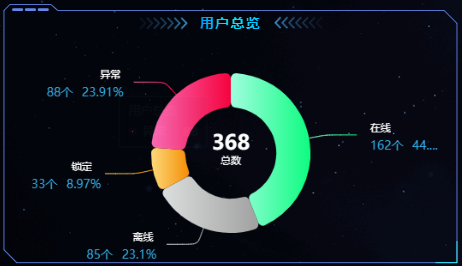 用户总览
异常
88个 23.91%
在线
162个 44....
368
总数
锁定
33个 8.97%
离线
85个 23.1%